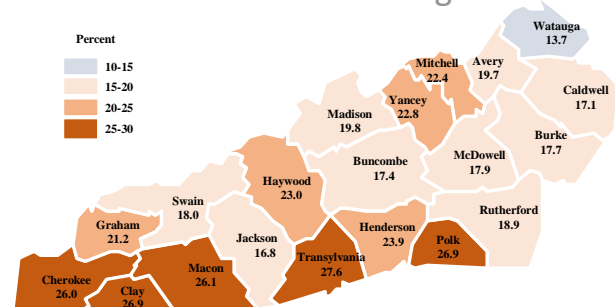 Watauga
13.7
Percent
10-15
15-20
20-25
25-30
Mitchell
22.4
Avery
19.7
Caldwell
17.1
Yancey
22.8
Madison
19.8
Burke
17.7
Buncombe
17.4
McDowell
17.9
Haywood
23.0
Swain
18.0
Rutherford
18.9
Graham
21.2
Henderson
23.9
Jackson
16.8
Polk
26.9
Transylvania
27.6
Macon
26.1
Cherokee
26.0
Clay
26.9